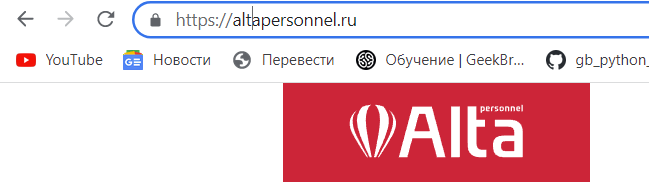 https://altapersonnel.ru
YouTube Новости Перевести Обучение | GeekBr... gb_python_
personnel
Alta